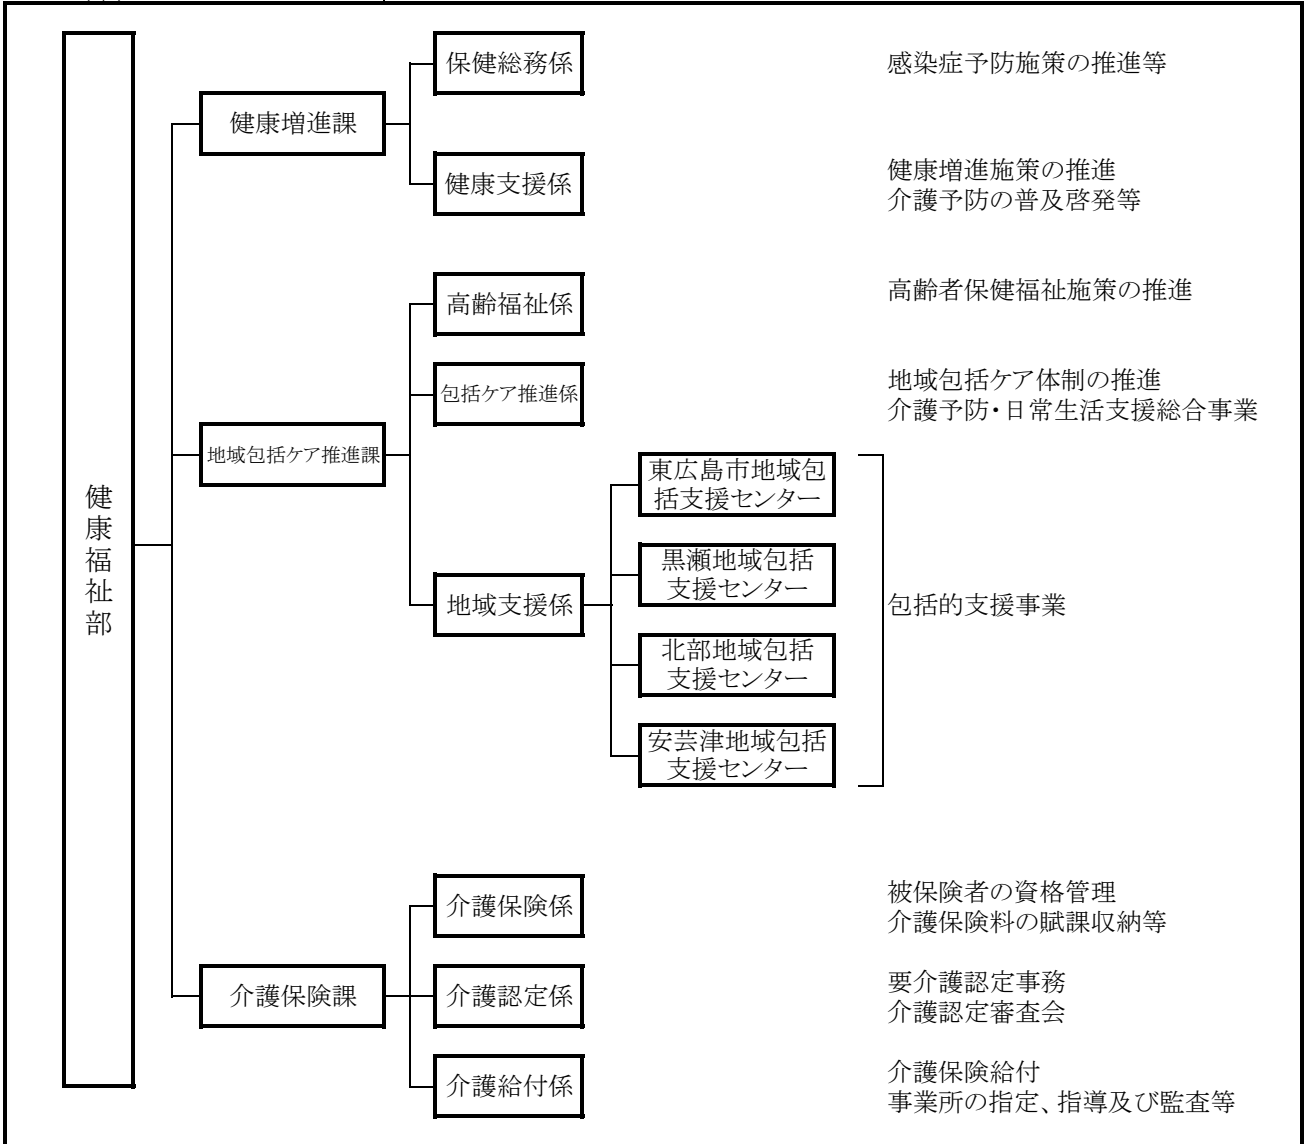 健康福祉部
健康増進課
保健総務係
感染症予防施策の推進等
健康支援係
健康増進施策の推進
介護予防の普及啓発等
地域包括ケア推進課
高齢福祉係
高齢者保健福祉施策の推進
包括ケア推進係
地域包括ケア体制の推進
介護予防・日常生活支援総合事業
地域支援係
東広島市地域包
括支援センター
黒瀬地域包括
支援センター
北部地域包括
支援センター
安芸津地域包括
支援センター
包括的支援事業
介護保険課
介護保険係
被保険者の資格管理
介護保険料の賦課収納等
介護認定係
要介護認定事務
介護認定審査会
介護給付係
介護保険給付
事業所の指定、指導及び監査等